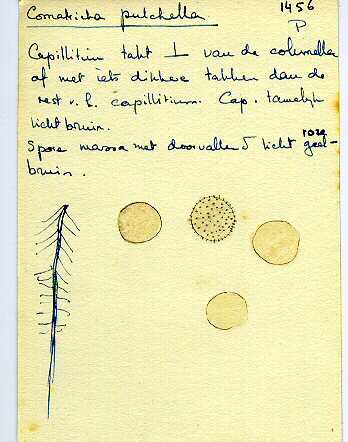 Comatricha pulchella
1456
P
Capillitium takt ⊥ van de columella
af met iets dikkere takken dan de
rest v. h. capillitium. Cap. tamelijk
licht bruin.
Spore massa met doorvallend licht
roze
geel-
bruin.